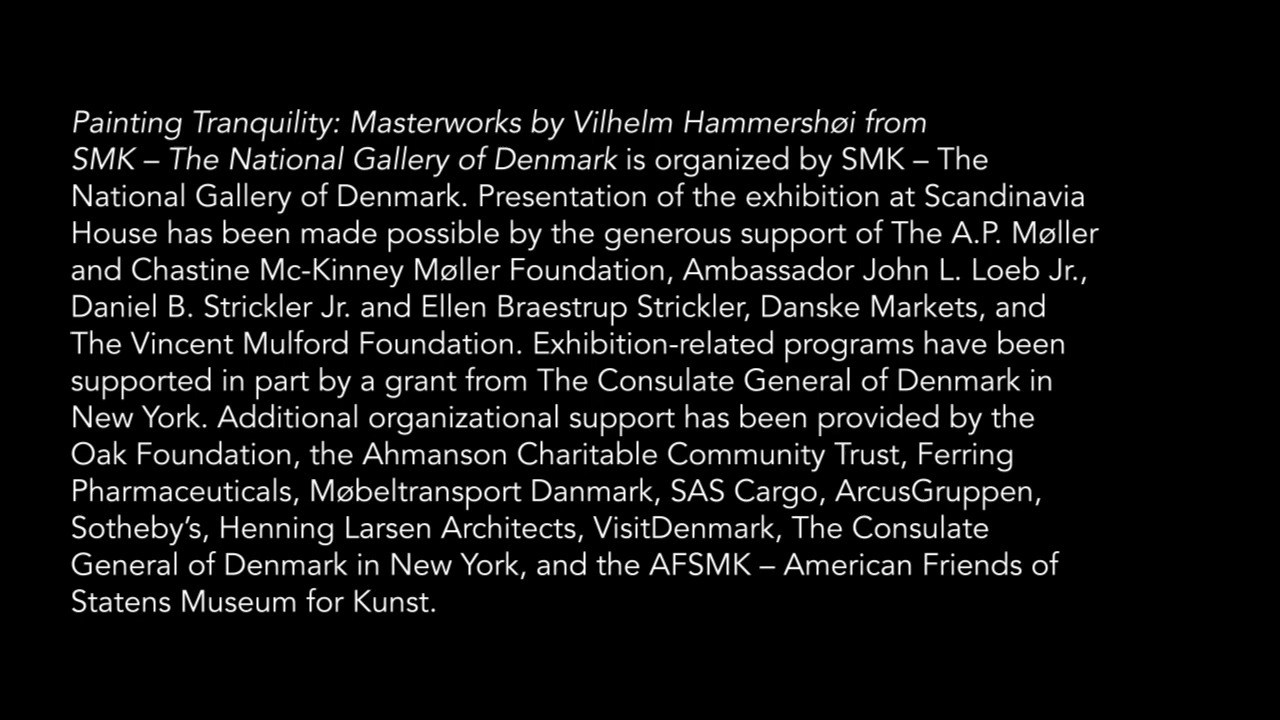 Painting Tranquility: Masterworks by Vilhelm Hammershøi from
SMK – The National Gallery of Denmark is organized by SMK – The
National Gallery of Denmark. Presentation of the exhibition at Scandinavia
House has been made possible by the generous support of The A.P. Møller
and Chastine Mc-Kinney Møller Foundation, Ambassador John L. Loeb Jr.,
Daniel B. Strickler Jr. and Ellen Braestrup Strickler, Danske Markets, and
The Vincent Mulford Foundation. Exhibition-related programs have been
supported in part by a grant from The Consulate General of Denmark in
New York. Additional organizational support has been provided by the
Oak Foundation, the Ahmanson Charitable Community Trust, Ferring
Pharmaceuticals, Møbeltransport Danmark, SAS Cargo, ArcusGruppen,
Sotheby’s, Henning Larsen Architects, VisitDenmark, The Consulate
General of Denmark in New York, and the AFSMK – American Friends of
Statens Museum for Kunst.